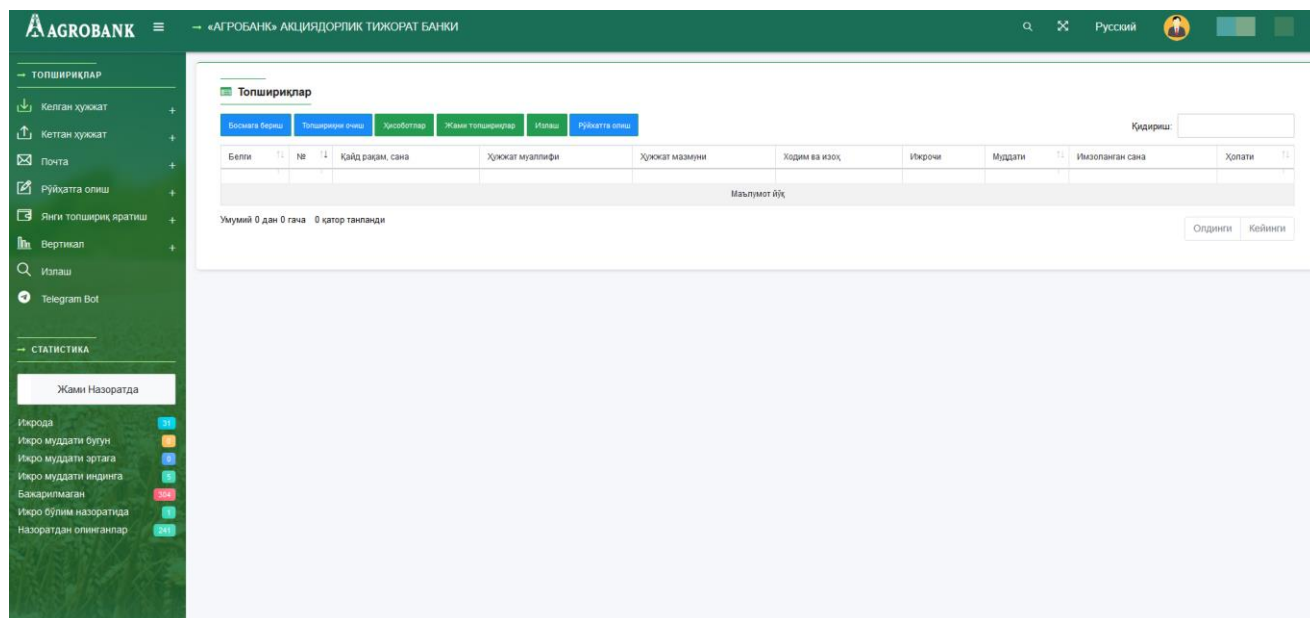 AGROBANK
→ «АГРОБАНК» АКЦИЯДОРЛИК ТИЖОРАТ БАНКИ
Русский
→ ТОПШИРИҚЛАР
Келган ҳужжат +
Кетган ҳужжат +
Почта +
Рўйхатга олиш +
Янги топшириқ яратиш +
Вертикал +
Излаш
Telegram Bot
→ СТАТИСТИКА
Жами Назоратда
Ижрода 31
Ижро муддати бугун
Ижро муддати эртага 0
Ижро муддати индинга 5
Бажарилмаган 304
Ижро бўлим назоратида 1
Назоратдан олинганлар 241
Топшириқлар
Босмага бериш Топшириқни очиш Ҳисоботлар Жами топшириқлар Излаш Рўйхатга олиш
Қидириш:
Белги № Қайд рақам, сана Ҳужжат муаллифи Ҳужжат мазмуни Ходим ва изоҳ Ижрочи Муддати Имзоланган сана Ҳолати
Маълумот йўқ
Умумий 0 дан 0 гача 0 қатор танланди
Олдинги Кейинги